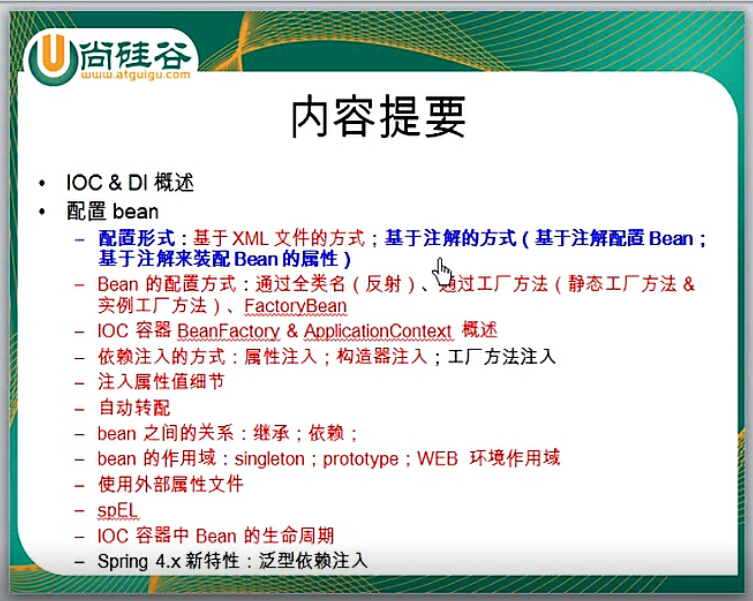 尚硅谷
www.atguigu.com
内容提要
• IOC & DI 概述
• 配置 bean
– 配置形式：基于 XML 文件的方式；基于注解的方式（基于注解配置 Bean；
基于注解来装配 Bean 的属性）
– Bean 的配置方式：通过全类名（反射）、通过工厂方法（静态工厂方法 &
实例工厂方法）、FactoryBean
– IOC 容器 BeanFactory & ApplicationContext 概述
– 依赖注入的方式：属性注入；构造器注入；工厂方法注入
– 注入属性值细节
– 自动转配
– bean 之间的关系：继承；依赖；
– bean 的作用域：singleton；prototype；WEB 环境作用域
– 使用外部属性文件
– spEL
– IOC 容器中 Bean 的生命周期
– Spring 4.x 新特性：泛型依赖注入